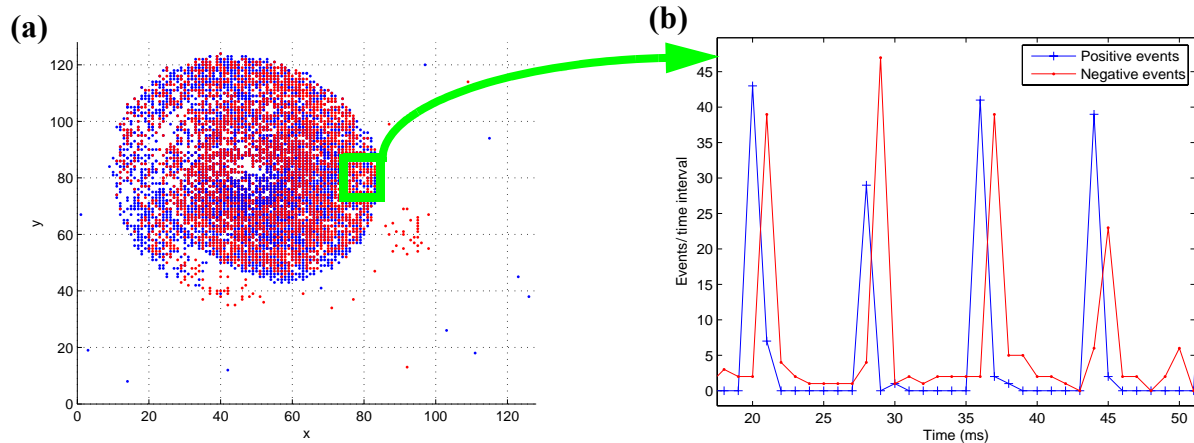 (a)
120
100
80
60
40
20
0
0 20 40 60 80 100 120
y
x
(b)
Positive events
Negative events
45
40
35
30
25
20
15
10
5
0
20 25 30 35 40 45 50
Events/ time interval
Time (ms)